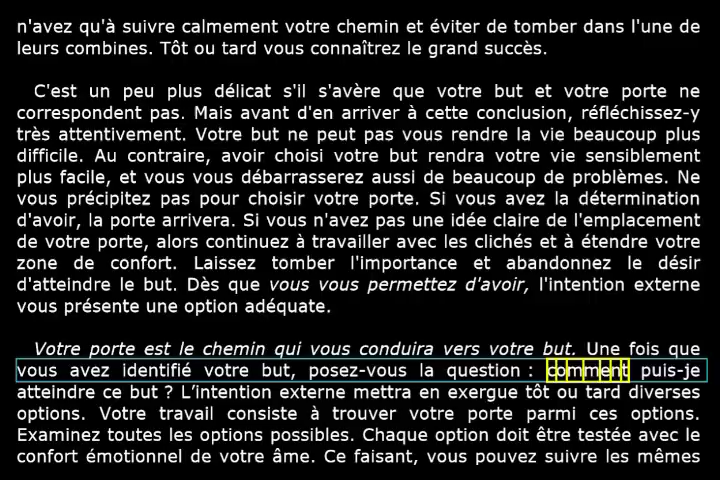 n'avez qu'à suivre calmement votre chemin et éviter de tomber dans l'une de
leurs combines. Tôt ou tard vous connaîtrez le grand succès.
C'est un peu plus délicat s'il s'avère que votre but et votre porte ne
correspondent pas. Mais avant d'en arriver à cette conclusion, réfléchissez-y
très attentivement. Votre but ne peut pas vous rendre la vie beaucoup plus
difficile. Au contraire, avoir choisi votre but rendra votre vie sensiblement
plus facile, et vous vous débarrasserez aussi de beaucoup de problèmes. Ne
vous précipitez pas pour choisir votre porte. Si vous avez la détermination
d'avoir, la porte arrivera. Si vous n'avez pas une idée claire de l'emplacement
de votre porte, alors continuez à travailler avec les clichés et à étendre votre
zone de confort. Laissez tomber l'importance et abandonnez le désir
d'atteindre le but. Dès que vous vous permettez d'avoir, l'intention externe
vous présente une option adéquate.
Votre porte est le chemin qui vous conduira vers votre but. Une fois que
vous avez identifié votre but, posez-vous la question : comment puis-je
atteindre ce but ? L’intention externe mettra en exergue tôt ou tard diverses
options. Votre travail consiste à trouver votre porte parmi ces options.
Examinez toutes les options possibles. Chaque option doit être testée avec le
confort émotionnel de votre âme. Ce faisant, vous pouvez suivre les mêmes